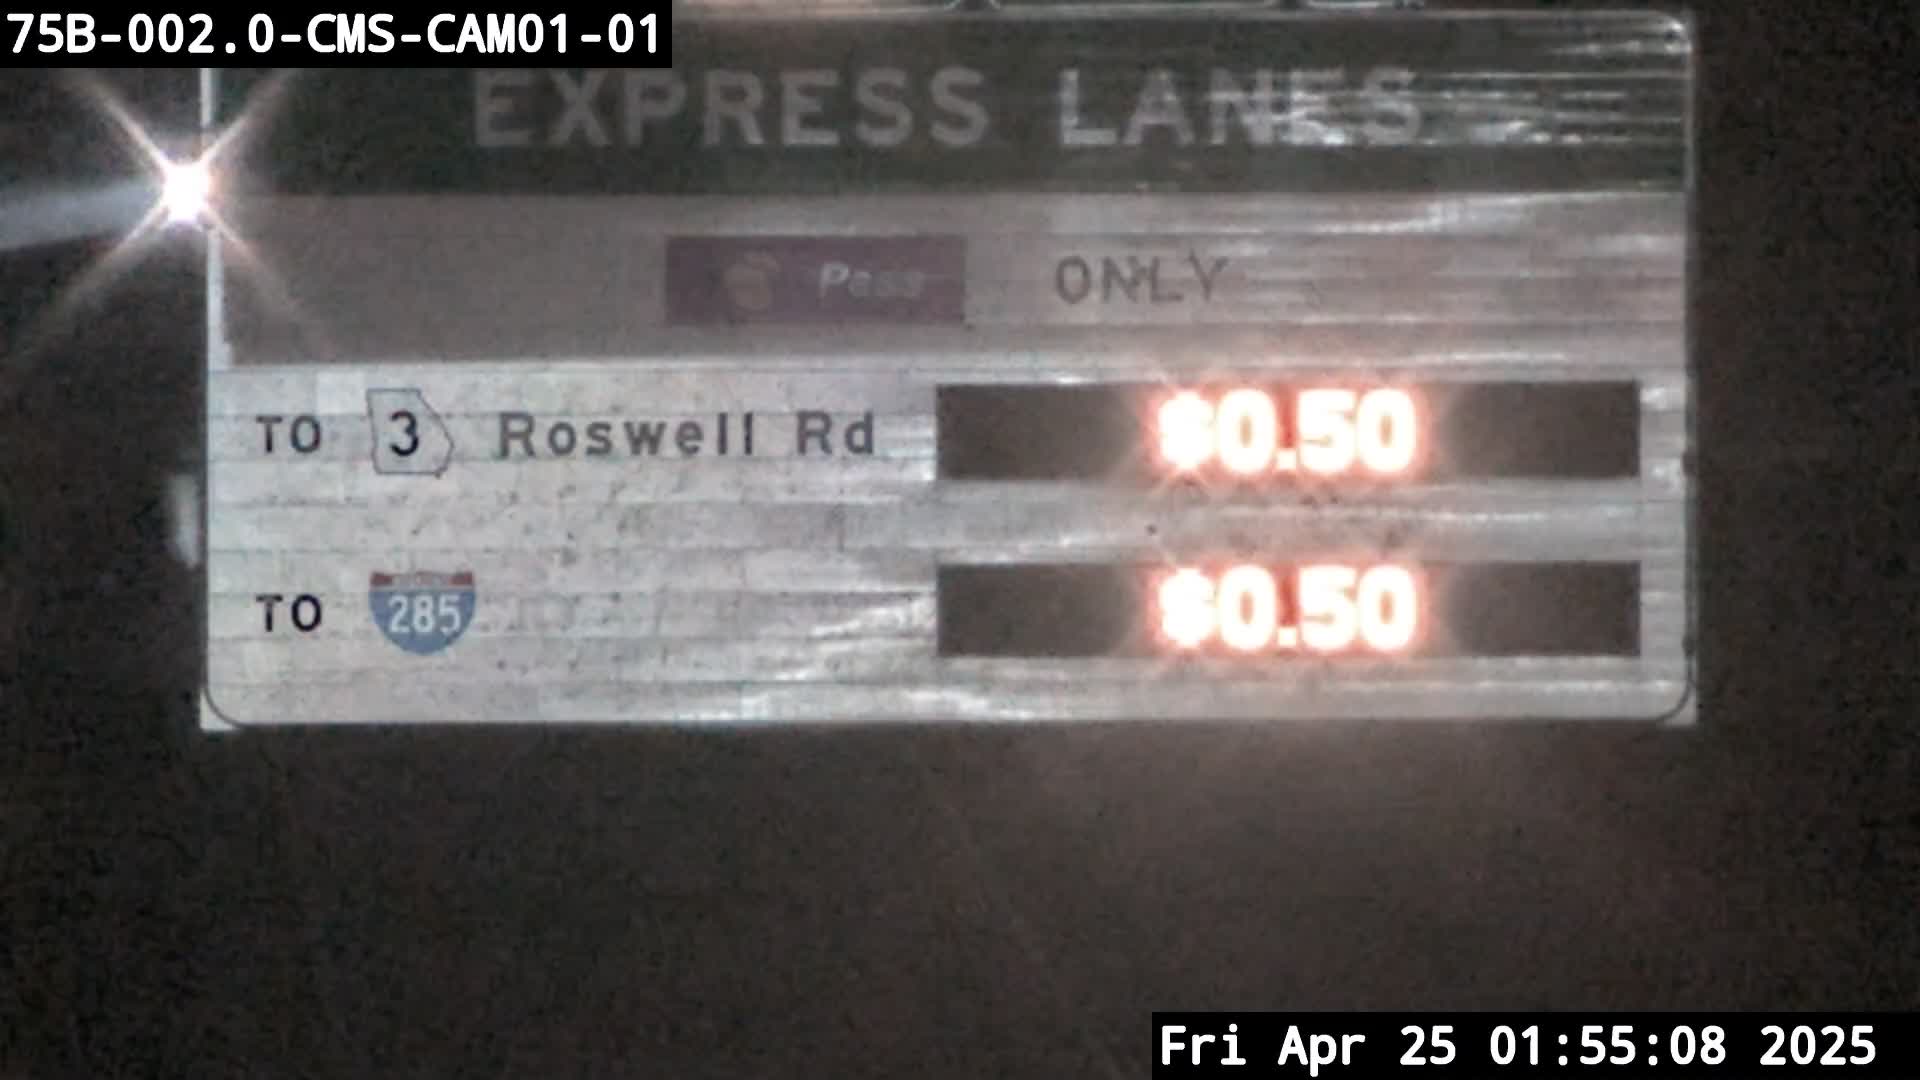 75B-002.0-CMS-CAM01-01
EXPRESS LANES
Pass ONLY
TO 3 Roswell Rd $0.50
TO 285 $0.50
Fri Apr 25 01:55:08 2025